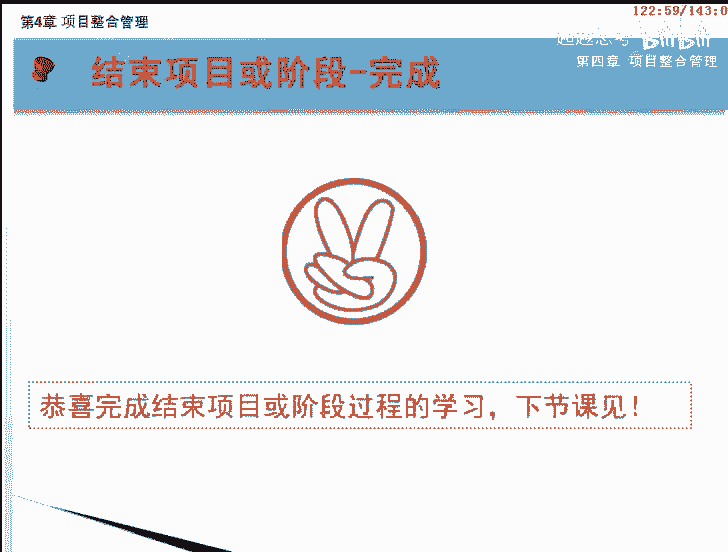 第4章 项目整合管理
122:59/143:0
结束项目或阶段-完成
bilibili
第四章 项目整合管理
恭喜完成结束项目或阶段过程的学习，下节课见！